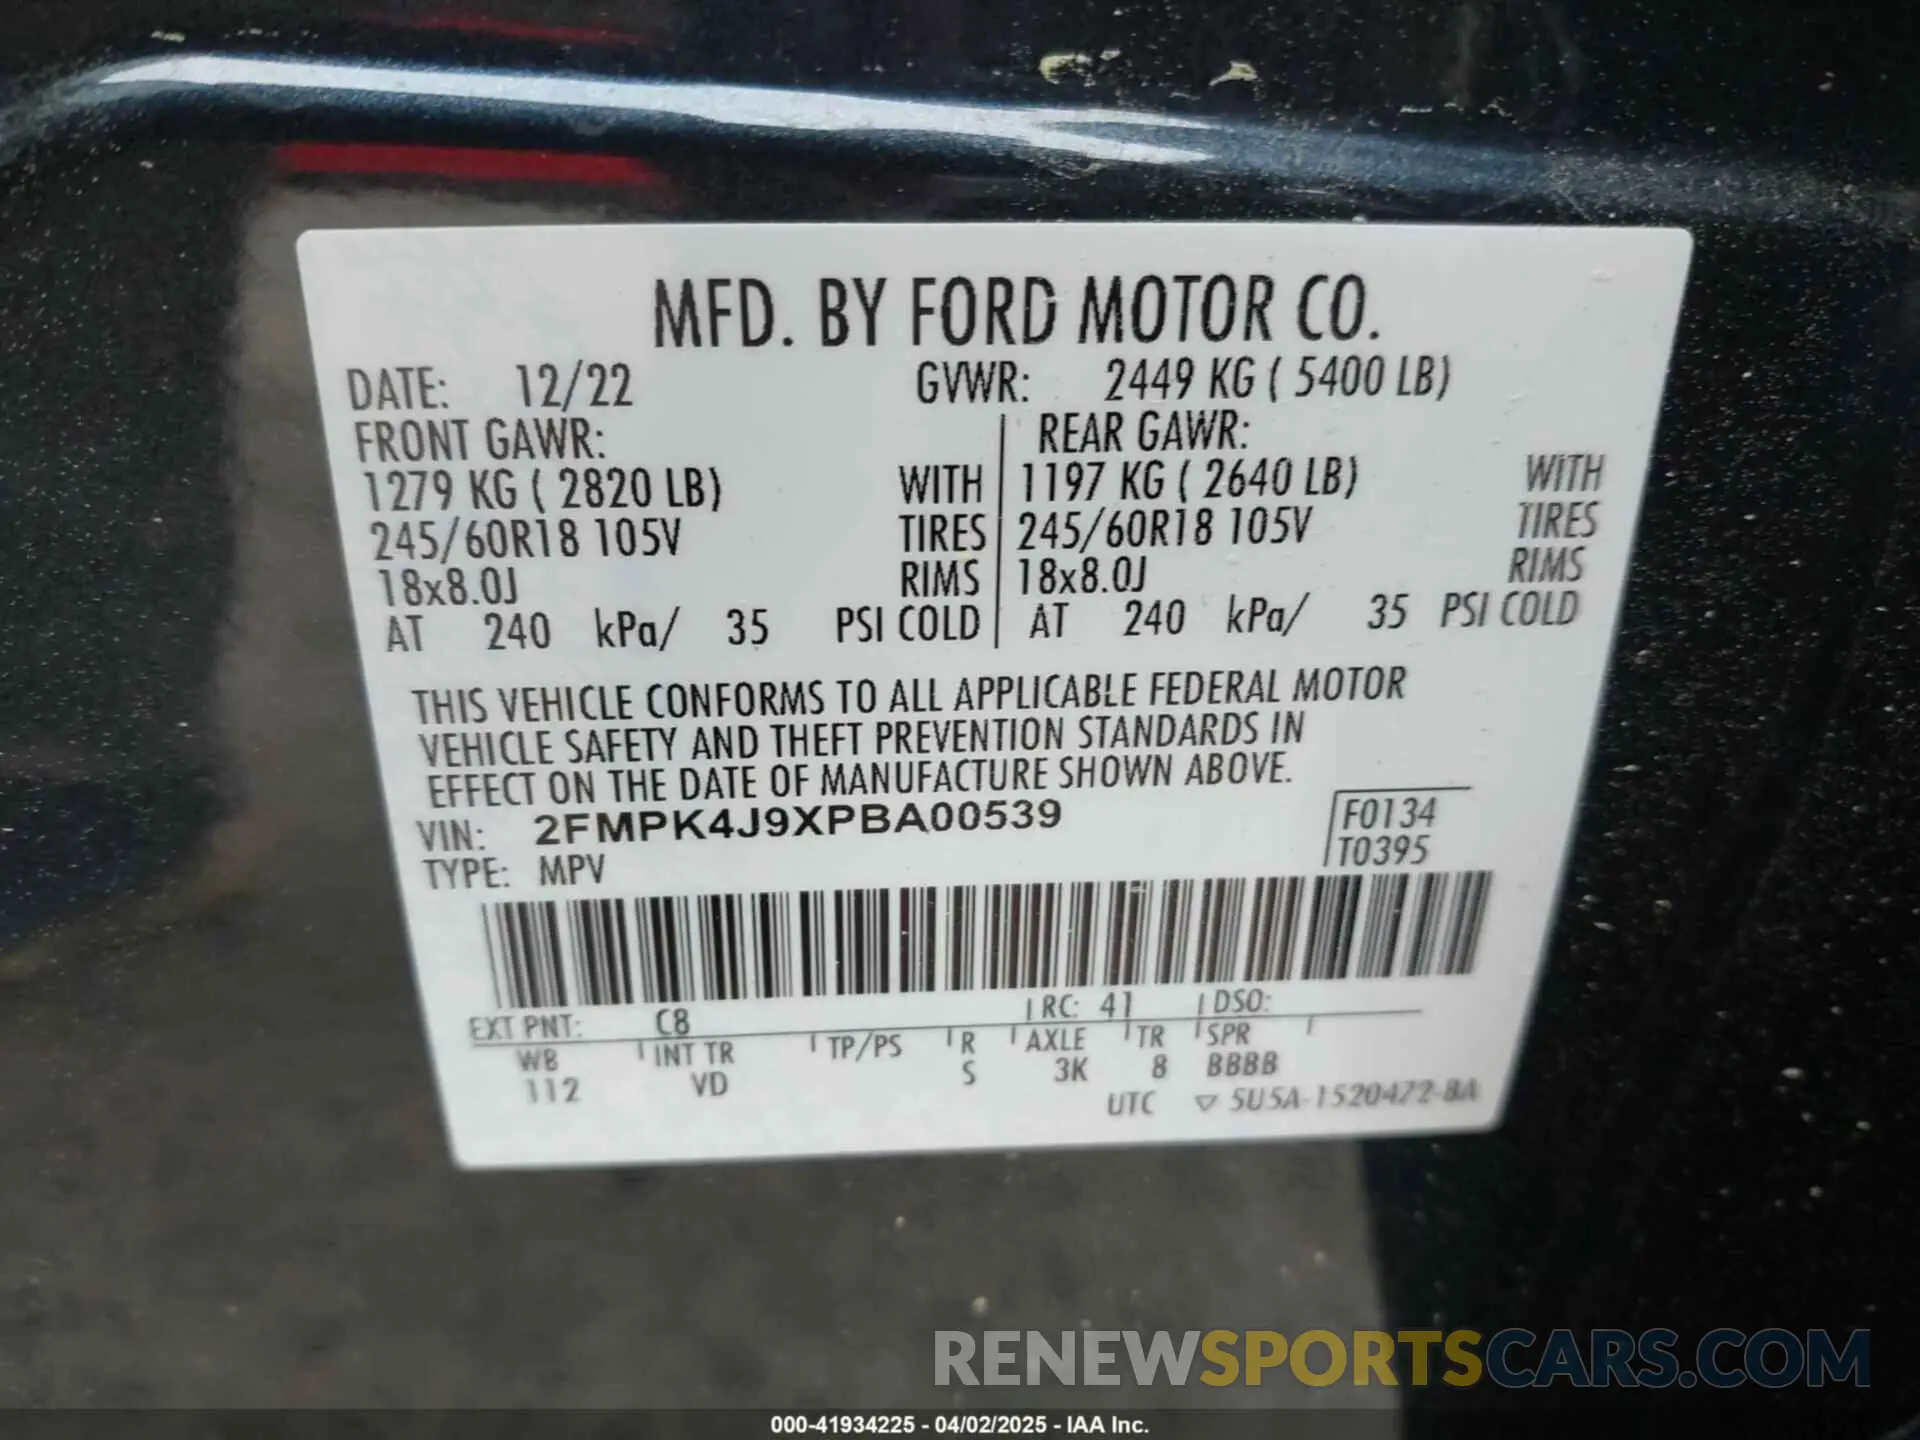 MFD. BY FORD MOTOR CO.
DATE: 12/22 GVWR: 2449 KG ( 5400 LB)
FRONT GAWR: REAR GAWR:
1279 KG ( 2820 LB) WITH 1197 KG ( 2640 LB) WITH
245/60R18 105V TIRES 245/60R18 105V TIRES
18x8.0J RIMS 18x8.0J RIMS
AT 240 kPa/ 35 PSI COLD AT 240 kPa/ 35 PSI COLD
THIS VEHICLE CONFORMS TO ALL APPLICABLE FEDERAL MOTOR
VEHICLE SAFETY AND THEFT PREVENTION STANDARDS IN
EFFECT ON THE DATE OF MANUFACTURE SHOWN ABOVE.
VIN: 2FMPK4J9XPBA00539 F0134
TYPE: MPV T0395
EXT PNT: C8 RC: 41 DSO:
WB INT TR TP/PS R AXLE TR SPR
112 VD S 3K 8 BBBB
UTC ▽ 5U5A-1520472-BA
RENEWSPORTSCARS.COM
000-41934225 - 04/02/2025 - IAA Inc.